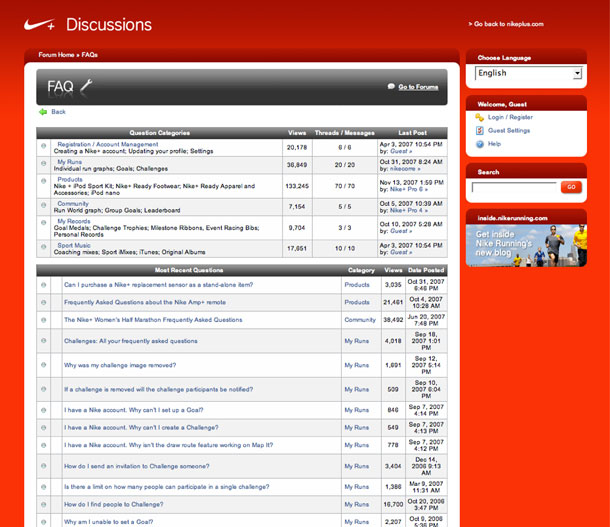 Discussions
> Go back to nikeplus.com
Forum Home » FAQs
FAQ
Go to Forums
Back
Question Categories Views Threads / Messages Last Post
Registration / Account Management
Creating a Nike+ account; Updating your profile; Settings
20,178 6 / 6 Apr 3, 2007 10:54 PM
by: Guest »
My Runs
Individual run graphs; Goals; Challenges
36,849 20 / 20 Oct 31, 2007 8:24 AM
by: nikeoome »
Products
Nike + iPod Sport Kit; Nike+ Ready Footwear; Nike+ Ready Apparel and
Accessories; iPod nano
133,245 70 / 70 Nov 13, 2007 1:59 PM
by: Nike+ Pro 6 »
Community
Run World graph; Group Goals; Leaderboard
7,154 5 / 5 Oct 5, 2007 10:39 AM
by: Nike+ Pro 4 »
My Records
Goal Medals; Challenge Trophies; Milestone Ribbons, Event Racing Bibs;
Personal Records
9,704 3 / 3 Oct 10, 2007 5:28 AM
by: Guest »
Sport Music
Coaching mixes; Sport iMixes; iTunes; Original Albums
17,651 10 / 10 Apr 3, 2007 10:54 PM
by: Guest »
Most Recent Questions Category Views Date Posted
Can I purchase a Nike+ replacement sensor as a stand-alone item? Products 3,035 Oct 31, 2007
6:46 PM
Frequently Asked Questions about the Nike Amp+ remote Products 21,461 Oct 4, 2007
10:28 AM
The Nike+ Women's Half Marathon Frequently Asked Questions Community 38,492 Jun 20, 2007
7:48 PM
Challenges: All your frequently asked questions My Runs 4,018 Sep 18,
2007 1:01
PM
Why was my challenge image removed? My Runs 1,691 Sep 12,
2007 5:14
PM
If a challenge is removed will the challenge participants be notified? My Runs 509 Sep 10,
2007 6:04
PM
I have a Nike account. Why can't I set up a Goal? My Runs 846 Sep 7, 2007
4:14 PM
I have a Nike account. Why can't I create a Challenge? My Runs 549 Sep 7, 2007
4:13 PM
I have a Nike account. Why isn't the draw route feature working on Map It? My Runs 778 Sep 7, 2007
4:12 PM
How do I send an invitation to Challenge someone? My Runs 3,404 Dec 14,
2006 9:13
AM
Is there a limit on how many people can participate in a single challenge? My Runs 1,386 Mar 9, 2007
11:31 AM
How do I find people to Challenge? My Runs 16,700 Oct 20, 2006
3:47 PM
Why am I unable to set a Goal? My Runs 2,207 Oct 9, 2006
5:36 PM
Choose Language
English
Welcome, Guest
Login / Register
Guest Settings
Help
Search
GO
inside.nikerunning.com
Get inside
Nike Running's
new blog